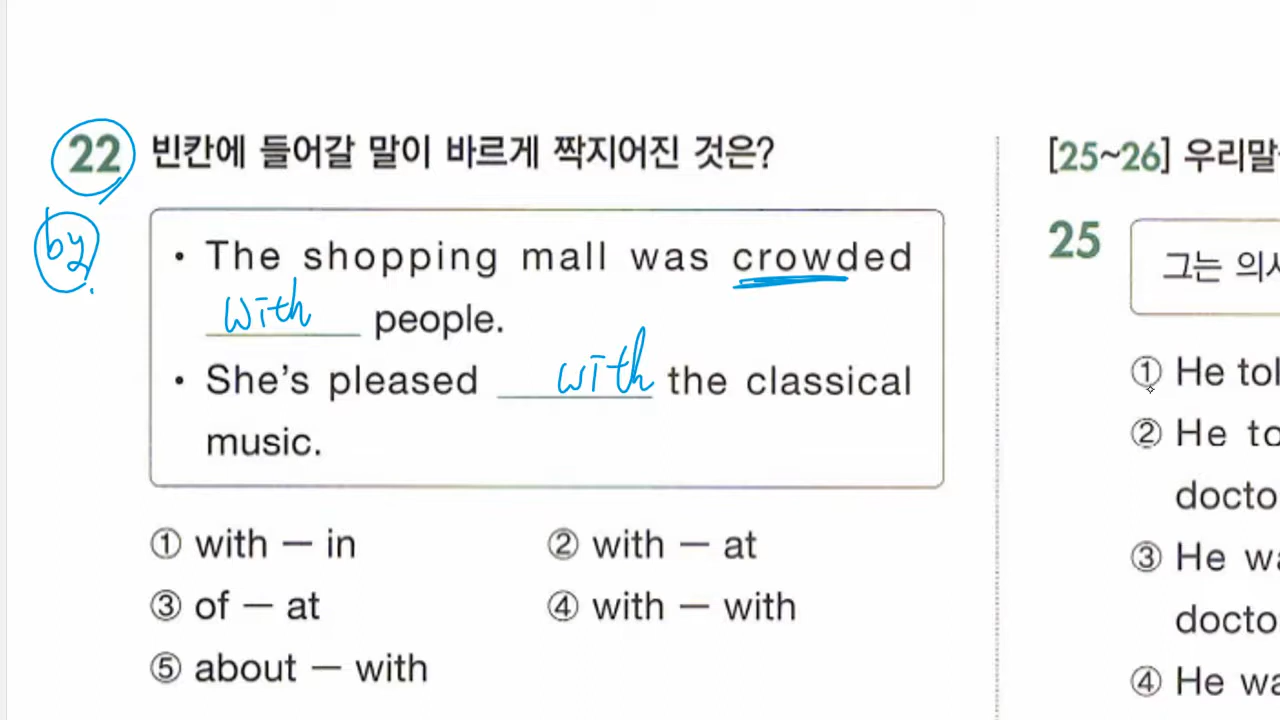 22 빈칸에 들어갈 말이 바르게 짝지어진 것은?
by
• The shopping mall was crowded
with people.
• She's pleased with the classical
music.
① with — in ② with — at
③ of — at ④ with — with
⑤ about — with
[25~26] 우리말
25 그는 의사
① He tol
② He to
docto
③ He wa
docto
④ He wa